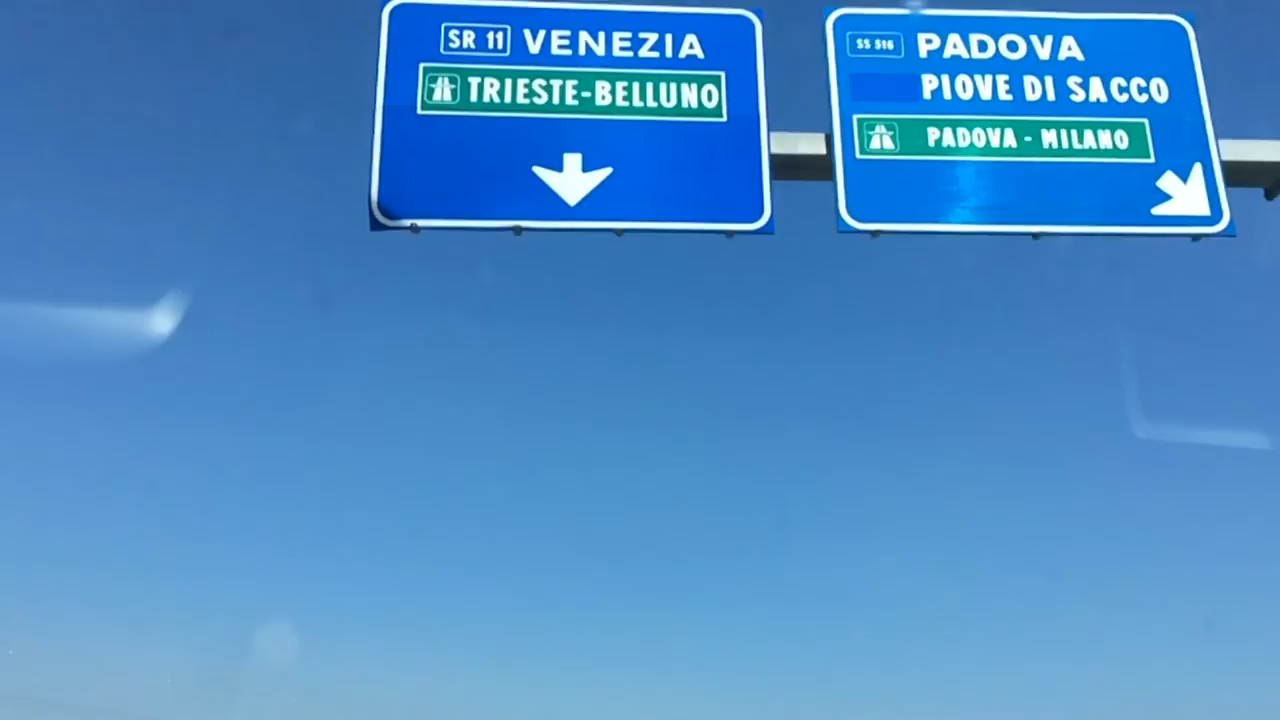 SR 11 VENEZIA
TRIESTE-BELLUNO
SS 516 PADOVA
PIOVE DI SACCO
PADOVA - MILANO